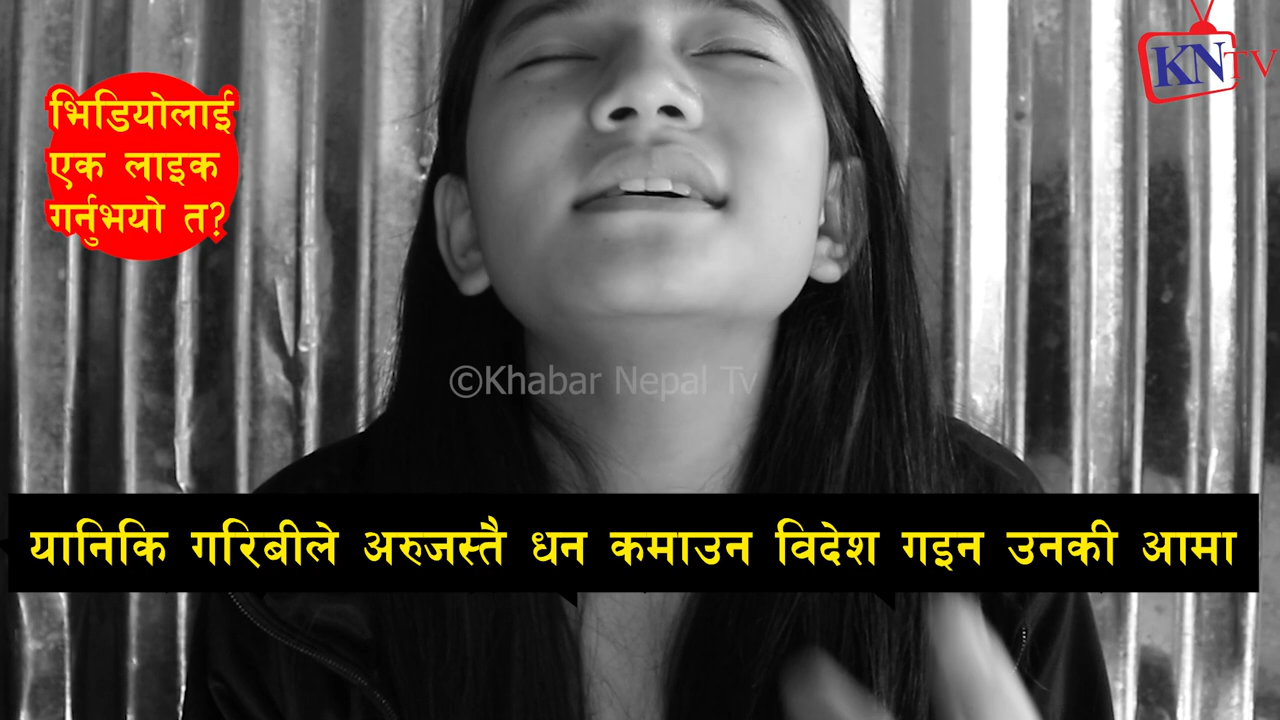 भिडियोलाई
एक लाइक
गर्नुभयो त?
KNTV
©Khabar Nepal Tv
यानिकि गरिबीले अरुजस्तै धन कमाउन विदेश गइन उनकी आमा